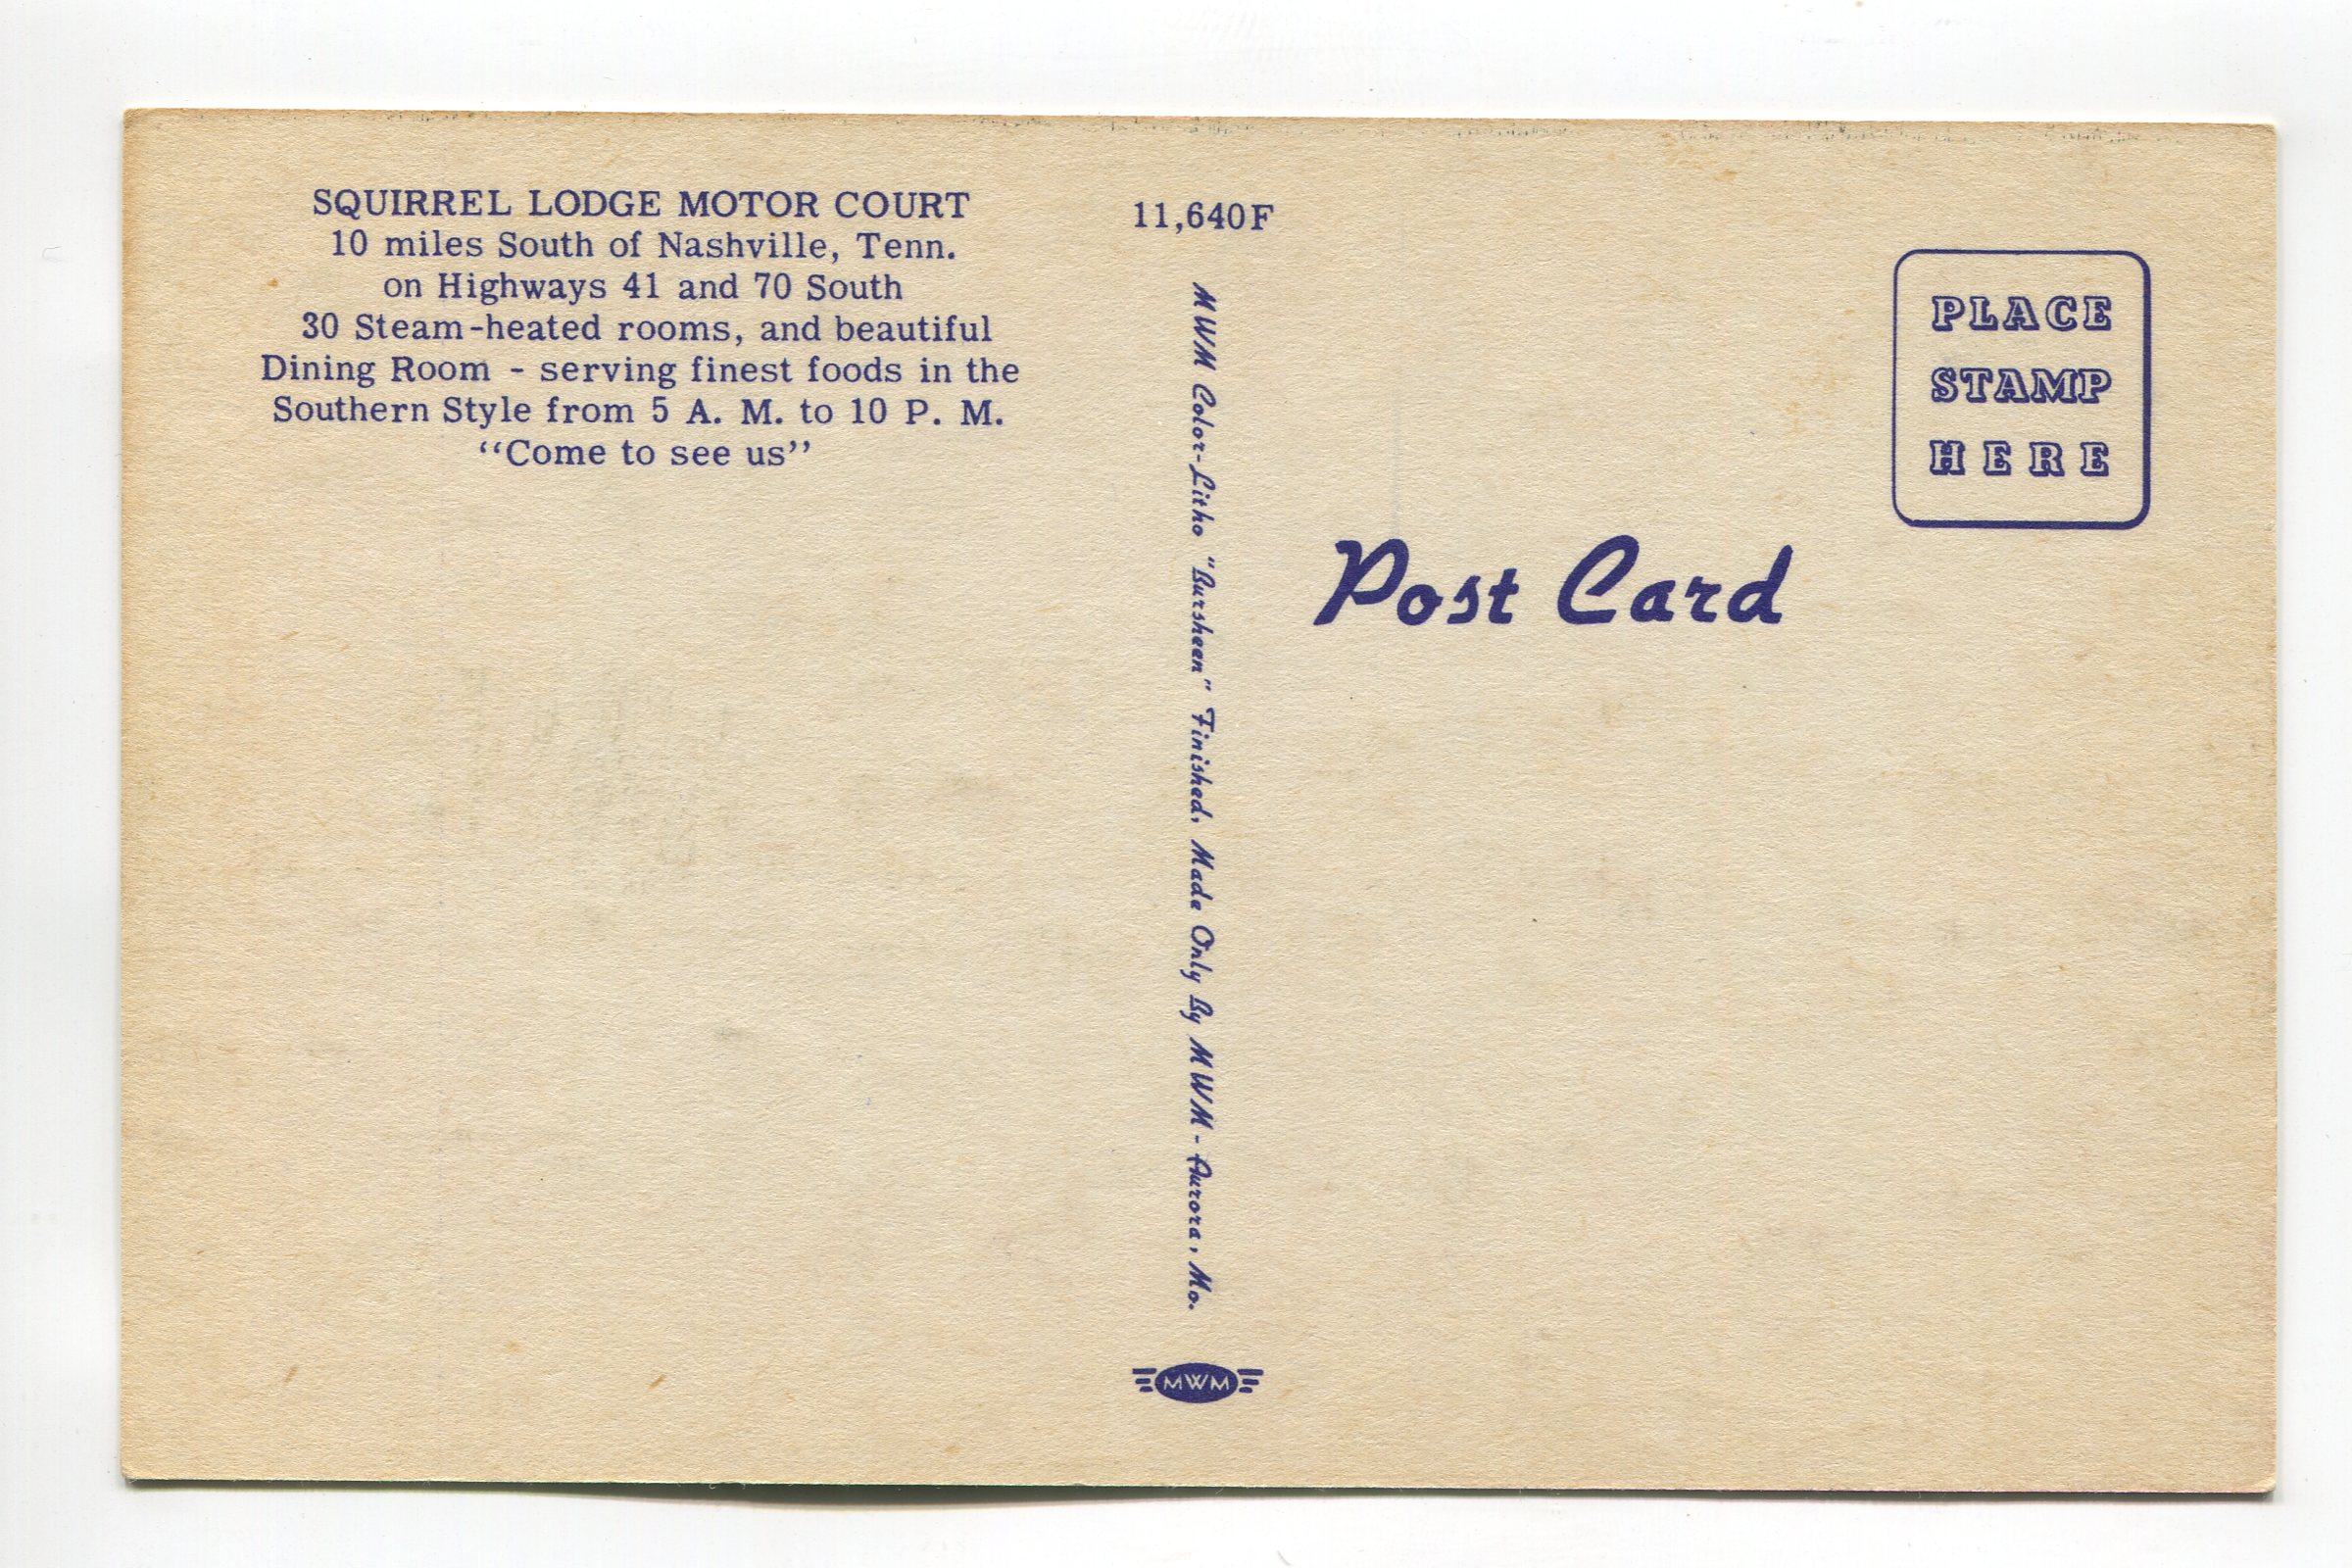 SQUIRREL LODGE MOTOR COURT
10 miles South of Nashville, Tenn.
on Highways 41 and 70 South
30 Steam-heated rooms, and beautiful
Dining Room - serving finest foods in the
Southern Style from 5 A. M. to 10 P. M.
‘‘Come to see us’’
11,640F
MWM Color-Litho "Bursheen" Finished, Made Only By MWM - Aurora, Mo.
MWM
Post Card
PLACE
STAMP
HERE